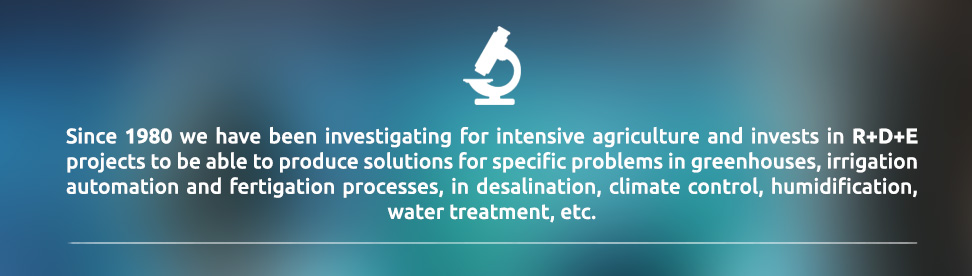 Since 1980 we have been investigating for intensive agriculture and invests in R+D+E
projects to be able to produce solutions for specific problems in greenhouses, irrigation
automation and fertigation processes, in desalination, climate control, humidification,
water treatment, etc.